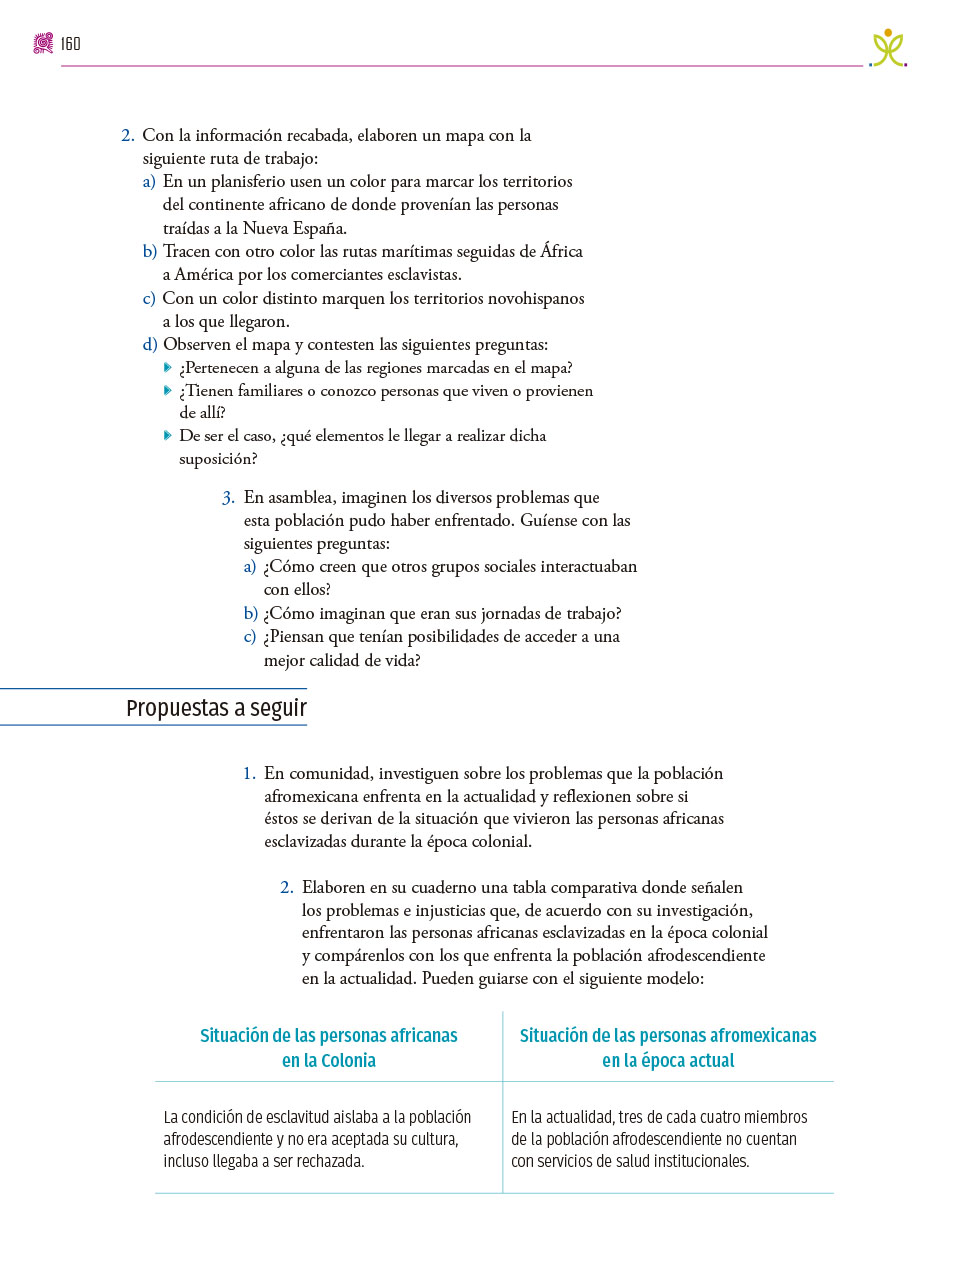 160
2. Con la información recabada, elaboren un mapa con la
siguiente ruta de trabajo:
a) En un planisferio usen un color para marcar los territorios
del continente africano de donde provenían las personas
traídas a la Nueva España.
b) Tracen con otro color las rutas marítimas seguidas de África
a América por los comerciantes esclavistas.
c) Con un color distinto marquen los territorios novohispanos
a los que llegaron.
d) Observen el mapa y contesten las siguientes preguntas:
¿Pertenecen a alguna de las regiones marcadas en el mapa?
¿Tienen familiares o conozco personas que viven o provienen
de allí?
De ser el caso, ¿qué elementos le llegar a realizar dicha
suposición?
3. En asamblea, imaginen los diversos problemas que
esta población pudo haber enfrentado. Guíense con las
siguientes preguntas:
a) ¿Cómo creen que otros grupos sociales interactuaban
con ellos?
b) ¿Cómo imaginan que eran sus jornadas de trabajo?
c) ¿Piensan que tenían posibilidades de acceder a una
mejor calidad de vida?
Propuestas a seguir
1. En comunidad, investiguen sobre los problemas que la población
afromexicana enfrenta en la actualidad y reflexionen sobre si
éstos se derivan de la situación que vivieron las personas africanas
esclavizadas durante la época colonial.
2. Elaboren en su cuaderno una tabla comparativa donde señalen
los problemas e injusticias que, de acuerdo con su investigación,
enfrentaron las personas africanas esclavizadas en la época colonial
y compárenlos con los que enfrenta la población afrodescendiente
en la actualidad. Pueden guiarse con el siguiente modelo:
Situación de las personas africanas
en la Colonia
Situación de las personas afromexicanas
en la época actual
La condición de esclavitud aislaba a la población
afrodescendiente y no era aceptada su cultura,
incluso llegaba a ser rechazada.
En la actualidad, tres de cada cuatro miembros
de la población afrodescendiente no cuentan
con servicios de salud institucionales.